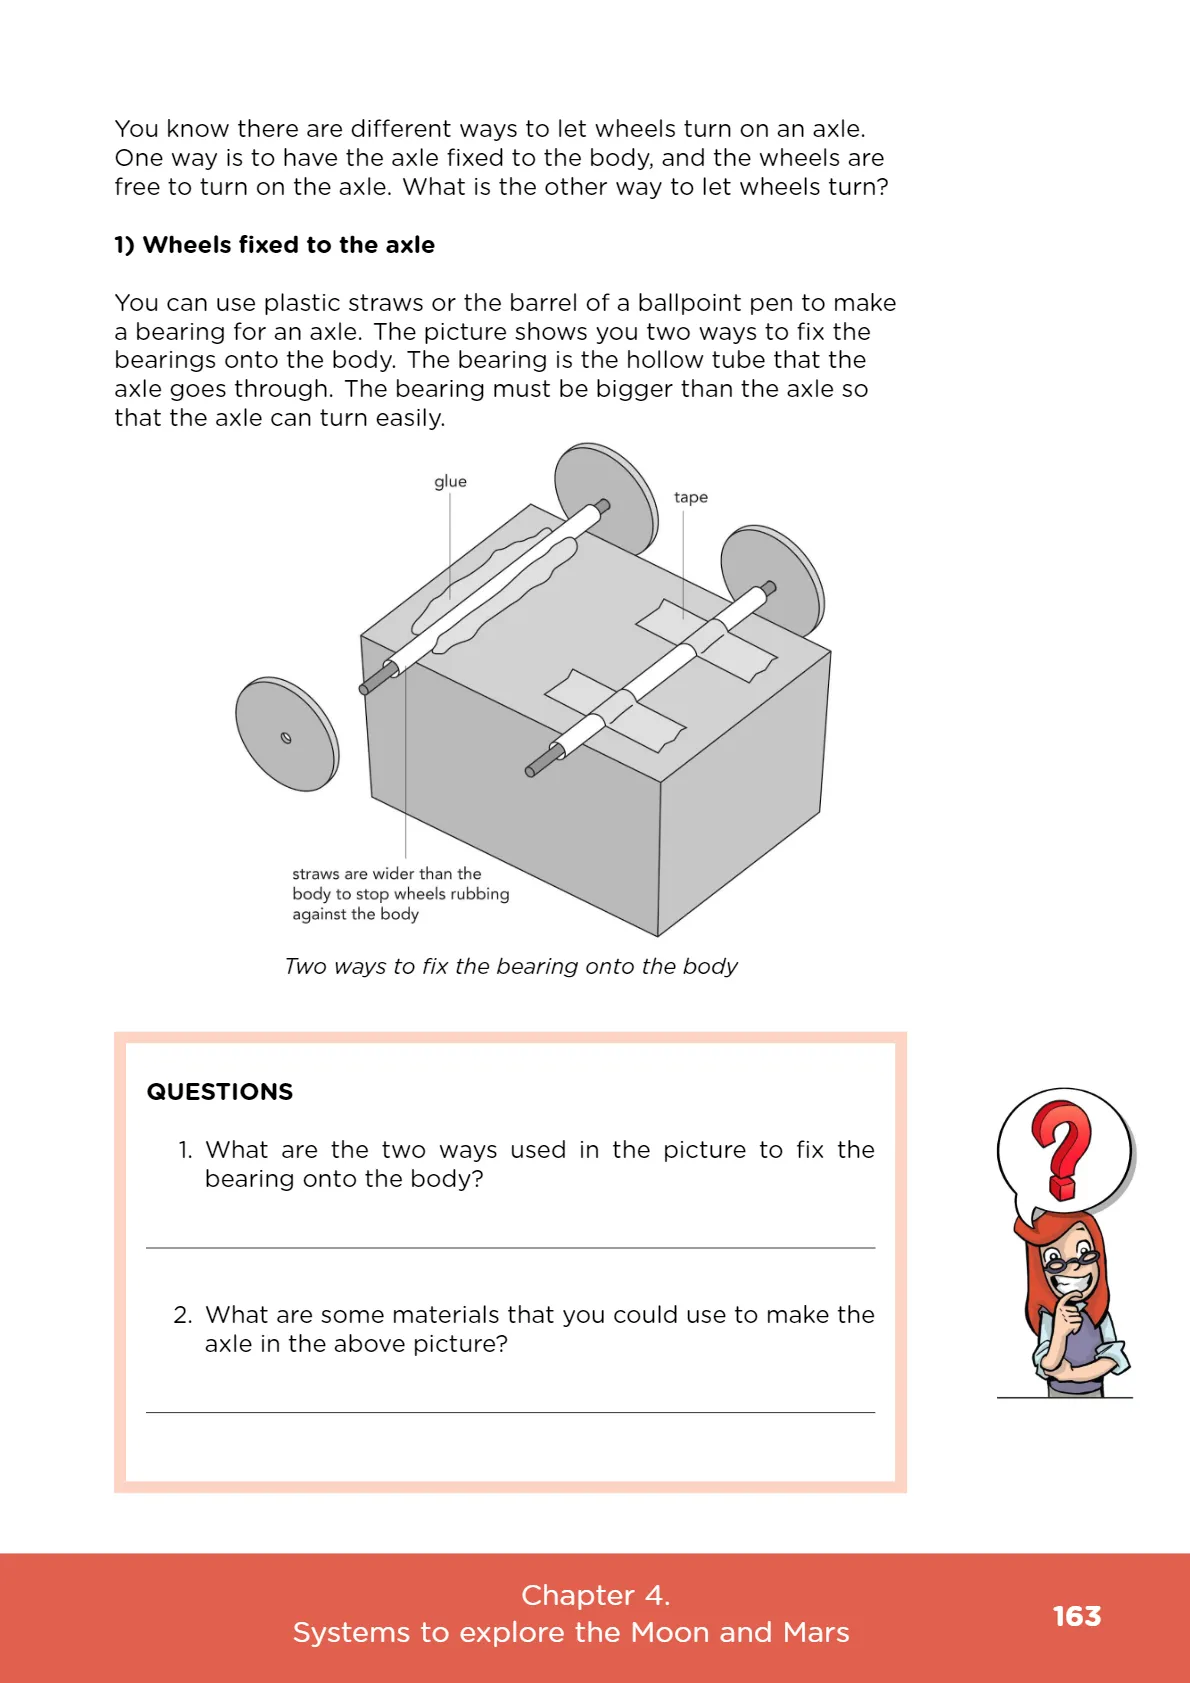 You know there are different ways to let wheels turn on an axle.
One way is to have the axle fixed to the body, and the wheels are
free to turn on the axle. What is the other way to let wheels turn?
1) Wheels fixed to the axle
You can use plastic straws or the barrel of a ballpoint pen to make
a bearing for an axle. The picture shows you two ways to fix the
bearings onto the body. The bearing is the hollow tube that the
axle goes through. The bearing must be bigger than the axle so
that the axle can turn easily.
glue
tape
straws are wider than the
body to stop wheels rubbing
against the body
Two ways to fix the bearing onto the body
QUESTIONS
1. What are the two ways used in the picture to fix the
bearing onto the body?
2. What are some materials that you could use to make the
axle in the above picture?
?
Chapter 4.
Systems to explore the Moon and Mars
163